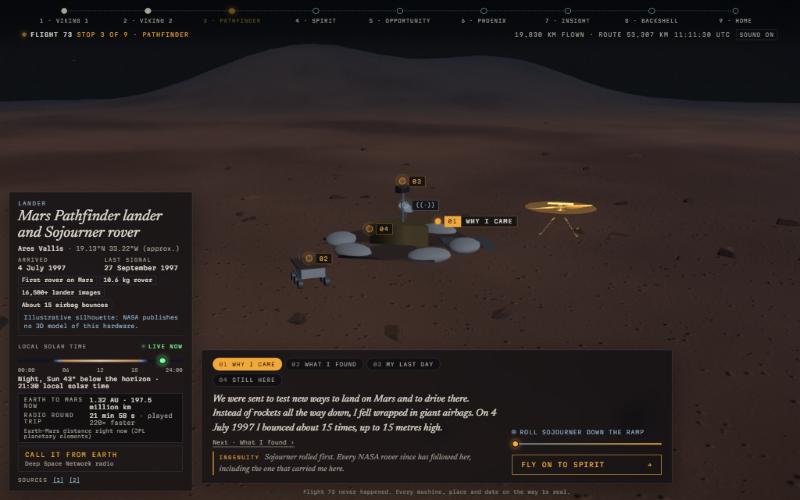 1 · VIKING 1
2 · VIKING 2
3 · PATHFINDER
4 · SPIRIT
5 · OPPORTUNITY
6 · PHOENIX
7 · INSIGHT
8 · BACKSHELL
9 · HOME
FLIGHT 73 STOP 3 OF 9 · PATHFINDER
19,830 KM FLOWN · ROUTE 53,307 KM 11:11:30 UTC SOUND ON
03
((·))
01 WHY I CAME
04
02
LANDER
Mars Pathfinder lander
and Sojourner rover
Ares Vallis · 19.13°N 33.22°W (approx.)
ARRIVED
4 July 1997
LAST SIGNAL
27 September 1997
First rover on Mars
10.6 kg rover
16,500+ lander images
About 15 airbag bounces
Illustrative silhouette: NASA publishes
no 3D model of this hardware.
LOCAL SOLAR TIME
LIVE NOW
00:00 6 12 18 24:00
Night, Sun 43° below the horizon ·
21:30 local solar time
EARTH TO MARS NOW
1.32 AU · 197.5 million km
RADIO ROUND TRIP
21 min 58 s · played 220× faster
Earth–Mars distance right now (JPL
planetary elements)
CALL IT FROM EARTH
Deep Space Network radio
SOURCES [1] [2]
01 WHY I CAME
02 WHAT I FOUND
03 MY LAST DAY
04 STILL HERE
We were sent to test new ways to land on Mars and to drive there.
Instead of rockets all the way down, I fell wrapped in giant airbags. On 4
July 1997 I bounced about 15 times, up to 15 metres high.
Next · What I found ›
INGENUITY Sojourner rolled first. Every NASA rover since has followed her,
including the one that carried me here.
ROLL SOJOURNER DOWN THE RAMP
FLY ON TO SPIRIT →
Flight 73 never happened. Every machine, place and date on the way is real.